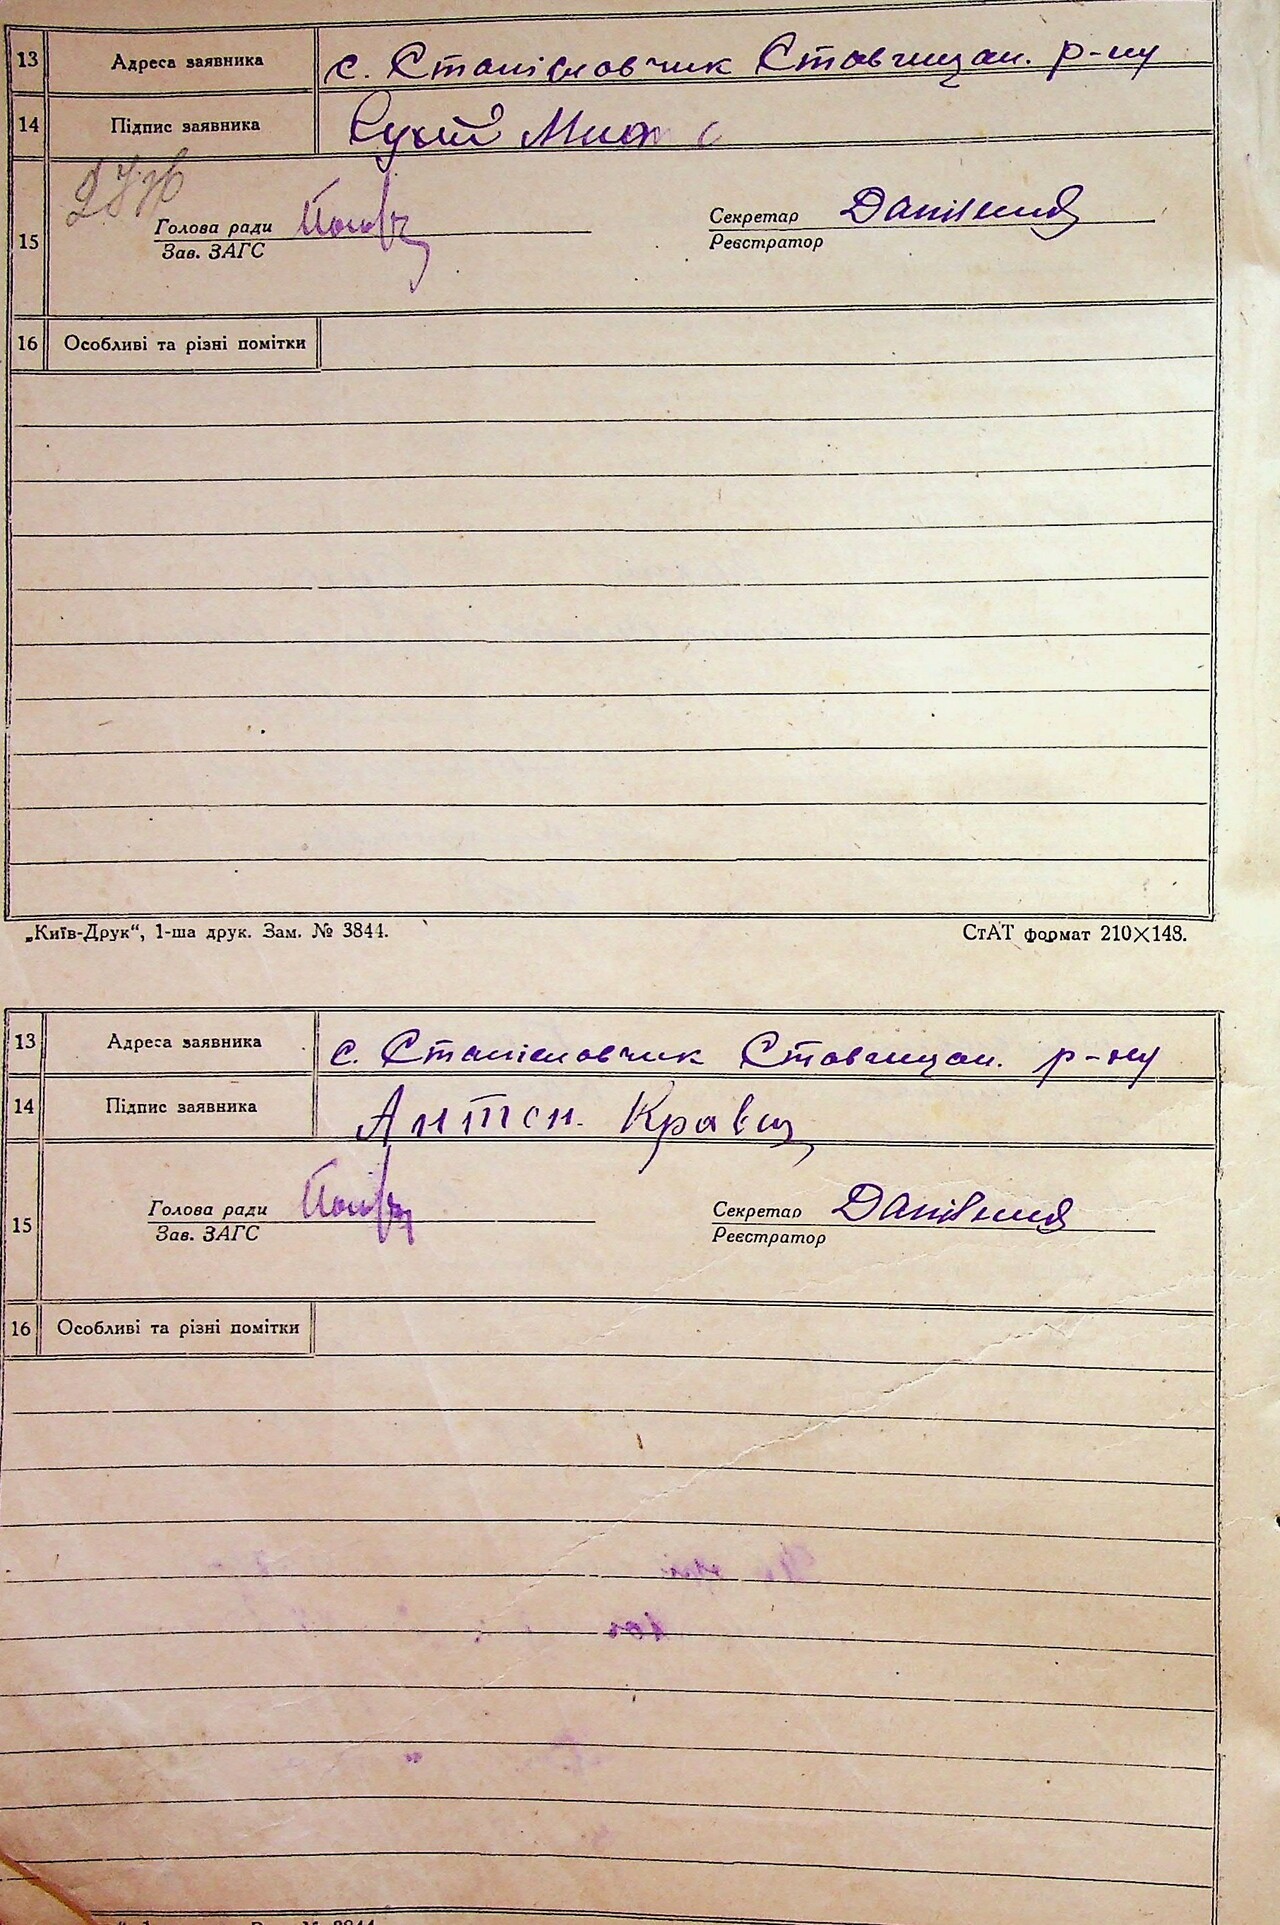 13 Адреса заявника с. Станіславчик Ставищан. р-ну
14 Підпис заявника Сухий
15 Голова ради Секретар
Зав. ЗАГС Реєстратор
16 Особливі та різні помітки
„Київ-Друк“, 1-ша друк. Зам. № 3844. СтАТ формат 210×148.
13 Адреса заявника с. Станіславчик Ставищан. р-ну
14 Підпис заявника Антон. Кравец
15 Голова ради Секретар
Зав. ЗАГС Реєстратор
16 Особливі та різні помітки